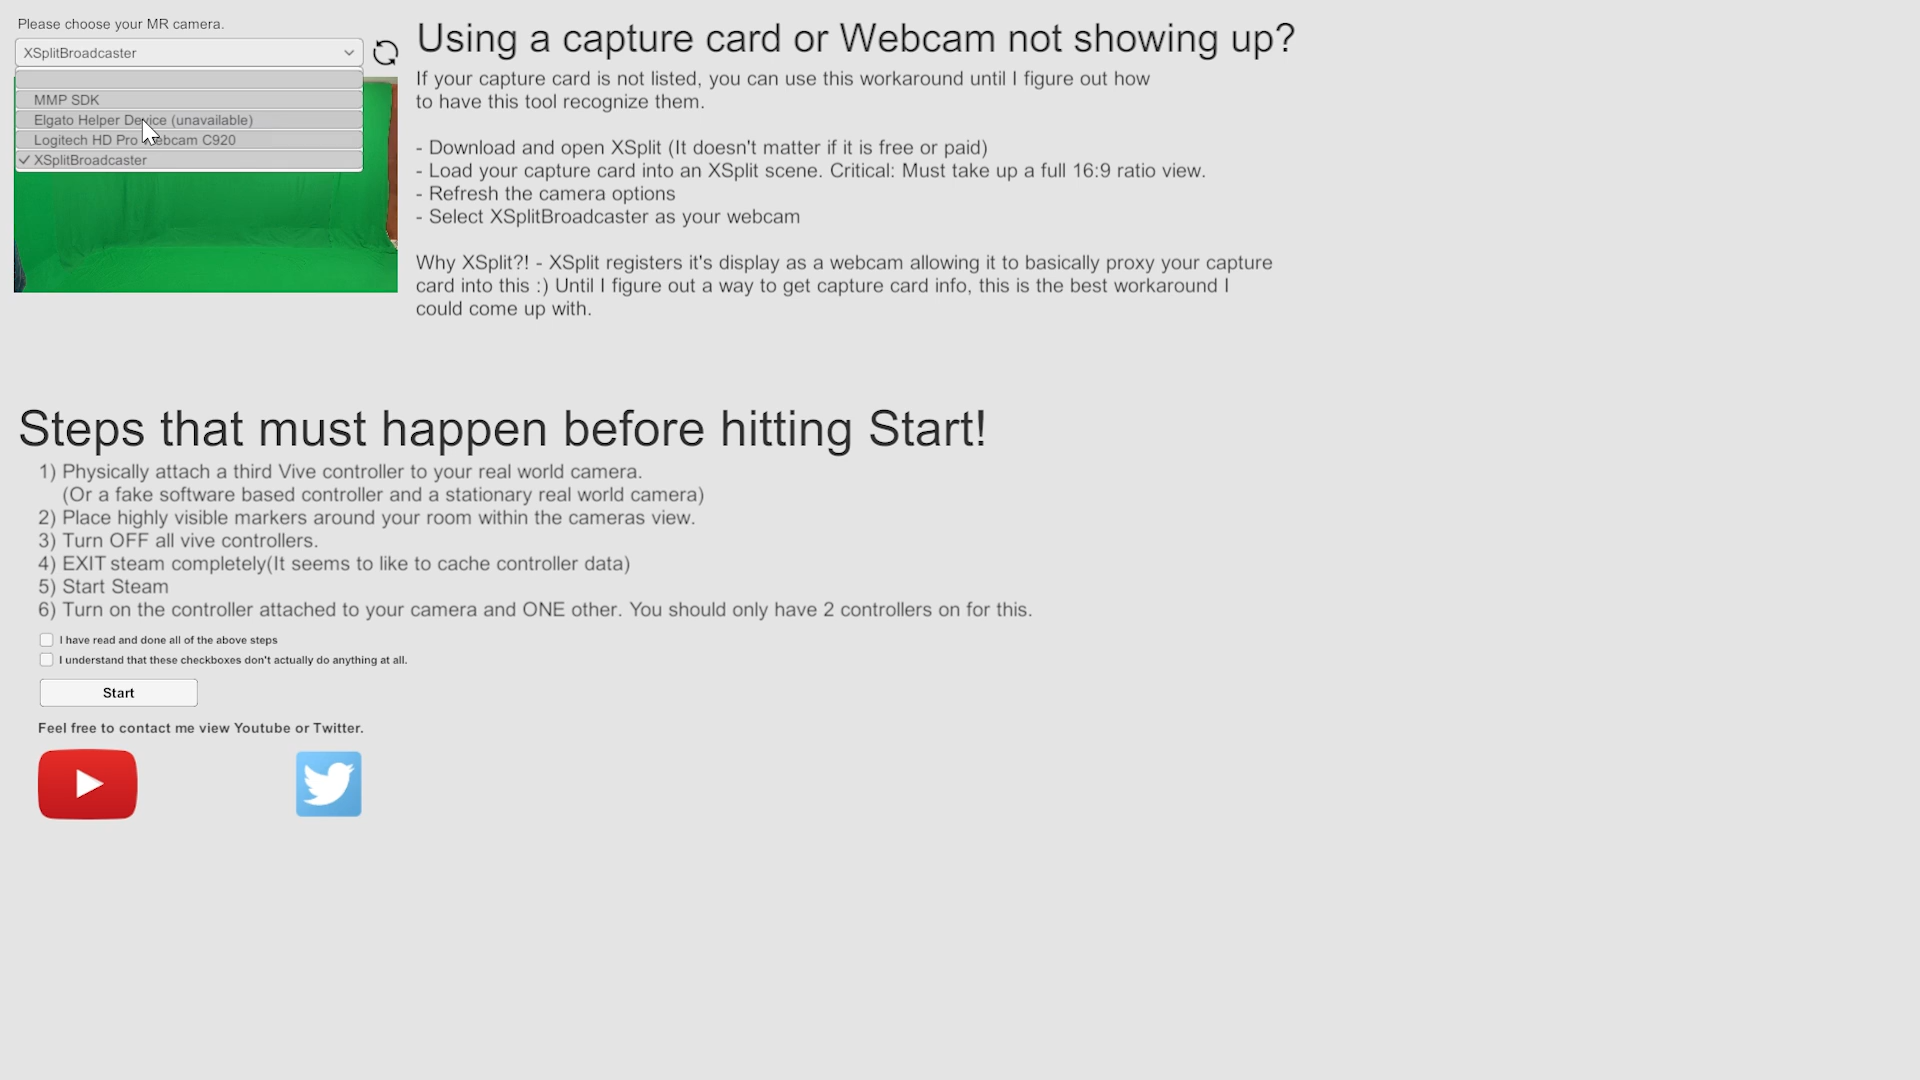 Please choose your MR camera.
XSplitBroadcaster
MMP SDK
Elgato Helper Device (unavailable)
Logitech HD Pro Webcam C920
XSplitBroadcaster
Using a capture card or Webcam not showing up?
If your capture card is not listed, you can use this workaround until I figure out how
to have this tool recognize them.
- Download and open XSplit (It doesn't matter if it is free or paid)
- Load your capture card into an XSplit scene. Critical: Must take up a full 16:9 ratio view.
- Refresh the camera options
- Select XSplitBroadcaster as your webcam
Why XSplit?! - XSplit registers it's display as a webcam allowing it to basically proxy your capture
card into this :) Until I figure out a way to get capture card info, this is the best workaround I
could come up with.
Steps that must happen before hitting Start!
1) Physically attach a third Vive controller to your real world camera.
(Or a fake software based controller and a stationary real world camera)
2) Place highly visible markers around your room within the cameras view.
3) Turn OFF all vive controllers.
4) EXIT steam completely(It seems to like to cache controller data)
5) Start Steam
6) Turn on the controller attached to your camera and ONE other. You should only have 2 controllers on for this.
I have read and done all of the above steps
I understand that these checkboxes don't actually do anything at all.
Start
Feel free to contact me view Youtube or Twitter.